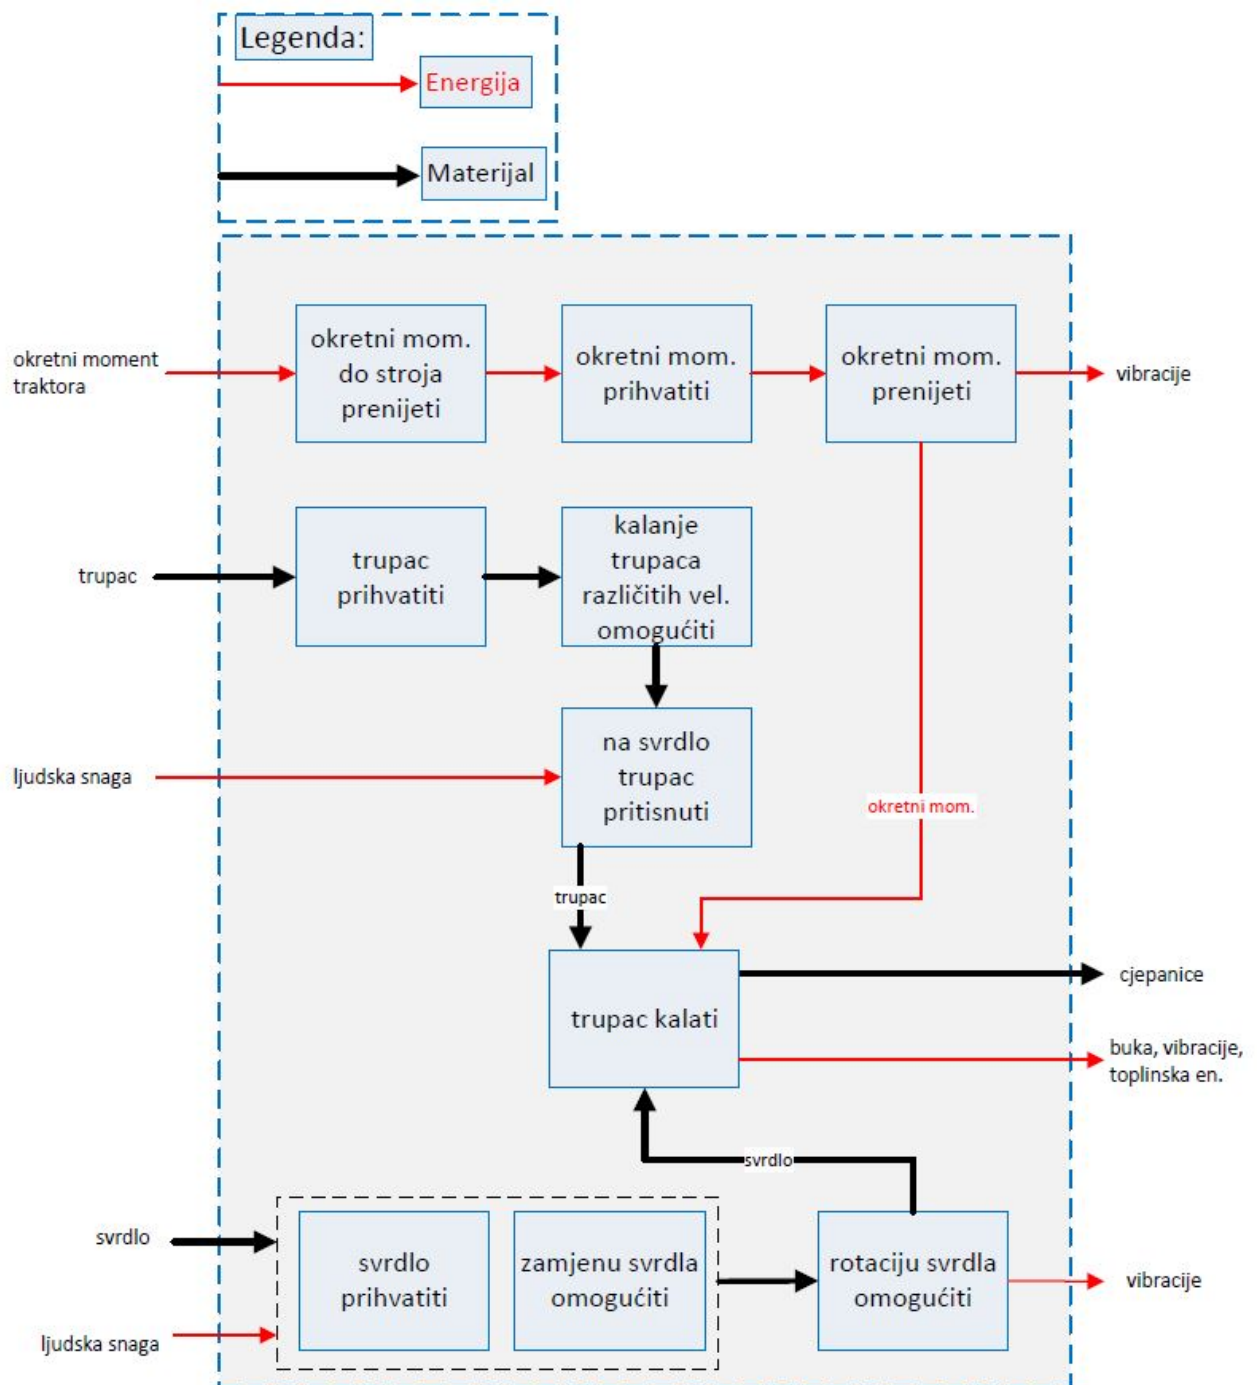 Legenda:
Energija
Materijal
okretni moment
traktora
okretni mom.
do stroja
prenijeti
okretni mom.
prihvatiti
okretni mom.
prenijeti
vibracije
trupac
trupac
prihvatiti
kalanje
trupaca
različitih vel.
omogućiti
ljudska snaga
na svrdlo
trupac
pritisnuti
okretni mom.
trupac
trupac kalati
cjepanice
buka, vibracije,
toplinska en.
svrdlo
svrdlo
ljudska snaga
svrdlo
prihvatiti
zamjenu svrdla
omogućiti
rotaciju svrdla
omogućiti
vibracije